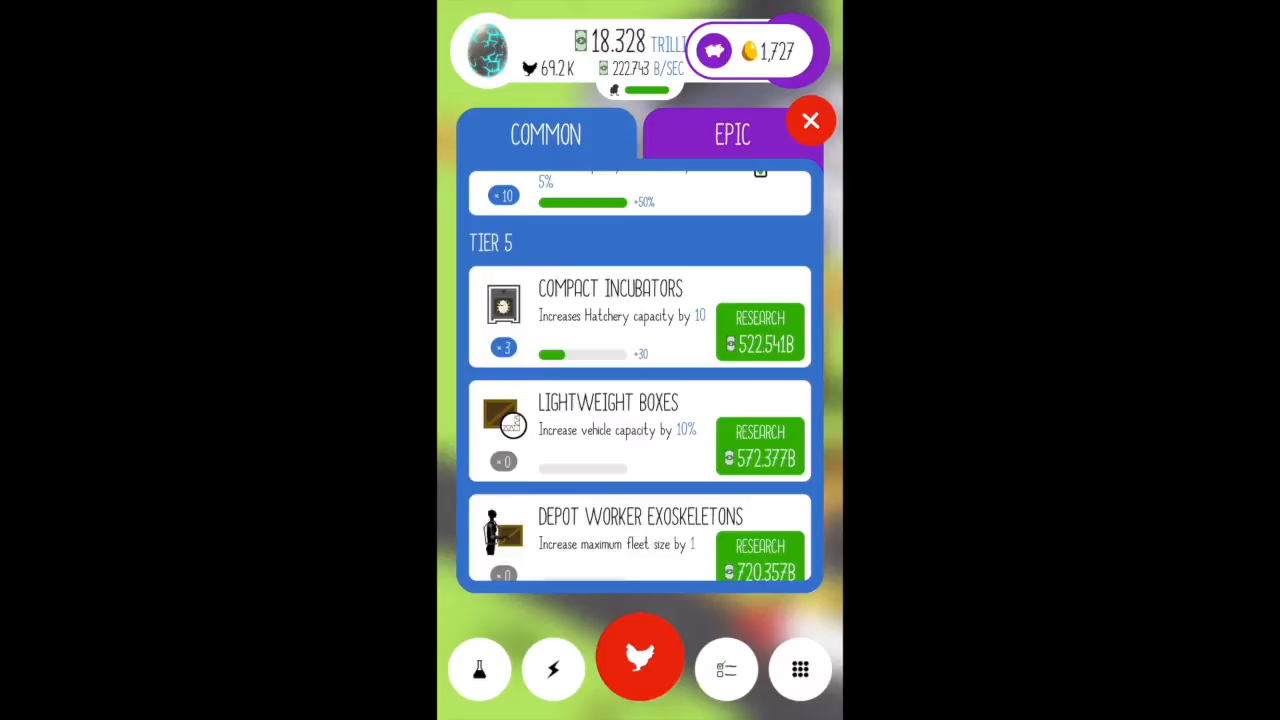 18.328 TRILLI
69.2K 222.743 B/SEC
1,727
COMMON
EPIC
5%
× 10
+50%
TIER 5
COMPACT INCUBATORS
Increases Hatchery capacity by 10
RESEARCH
522.541B
× 3
+30
LIGHTWEIGHT BOXES
Increase vehicle capacity by 10%
RESEARCH
572.377B
× 0
DEPOT WORKER EXOSKELETONS
Increase maximum fleet size by 1
RESEARCH
720.357B
× 0